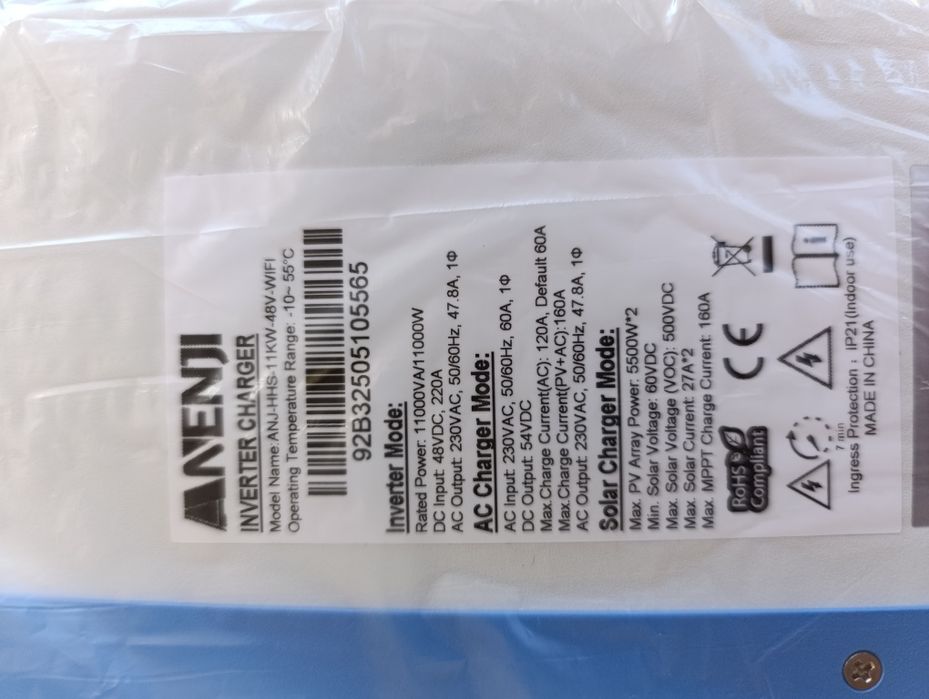 ANENJI
INVERTER CHARGER
Model Name: ANJ-HHS-11KW-48V-WIFI
Operating Temperature Range: -10~ 55°C
92B32505105565
Inverter Mode:
Rated Power: 11000VA/11000W
DC Input: 48VDC, 220A
AC Output: 230VAC, 50/60Hz, 47.8A, 1Φ
AC Charger Mode:
AC Input: 230VAC, 50/60Hz, 60A, 1Φ
DC Output: 54VDC
Max.Charge Current(AC): 120A, Default 60A
Max.Charge Current(PV+AC):160A
AC Output: 230VAC, 50/60Hz, 47.8A, 1Φ
Solar Charger Mode:
Max. PV Array Power: 5500W*2
Min. Solar Voltage: 60VDC
Max. Solar Voltage (VOC): 500VDC
Max. Solar Current: 27A*2
Max. MPPT Charge Current: 160A
RoHS
Compliant
CE
7 min
Ingress Protection : IP21(Indoor use)
MADE IN CHINA